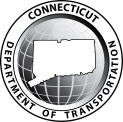 CONNECTICUT
DEPARTMENT OF TRANSPORTATION